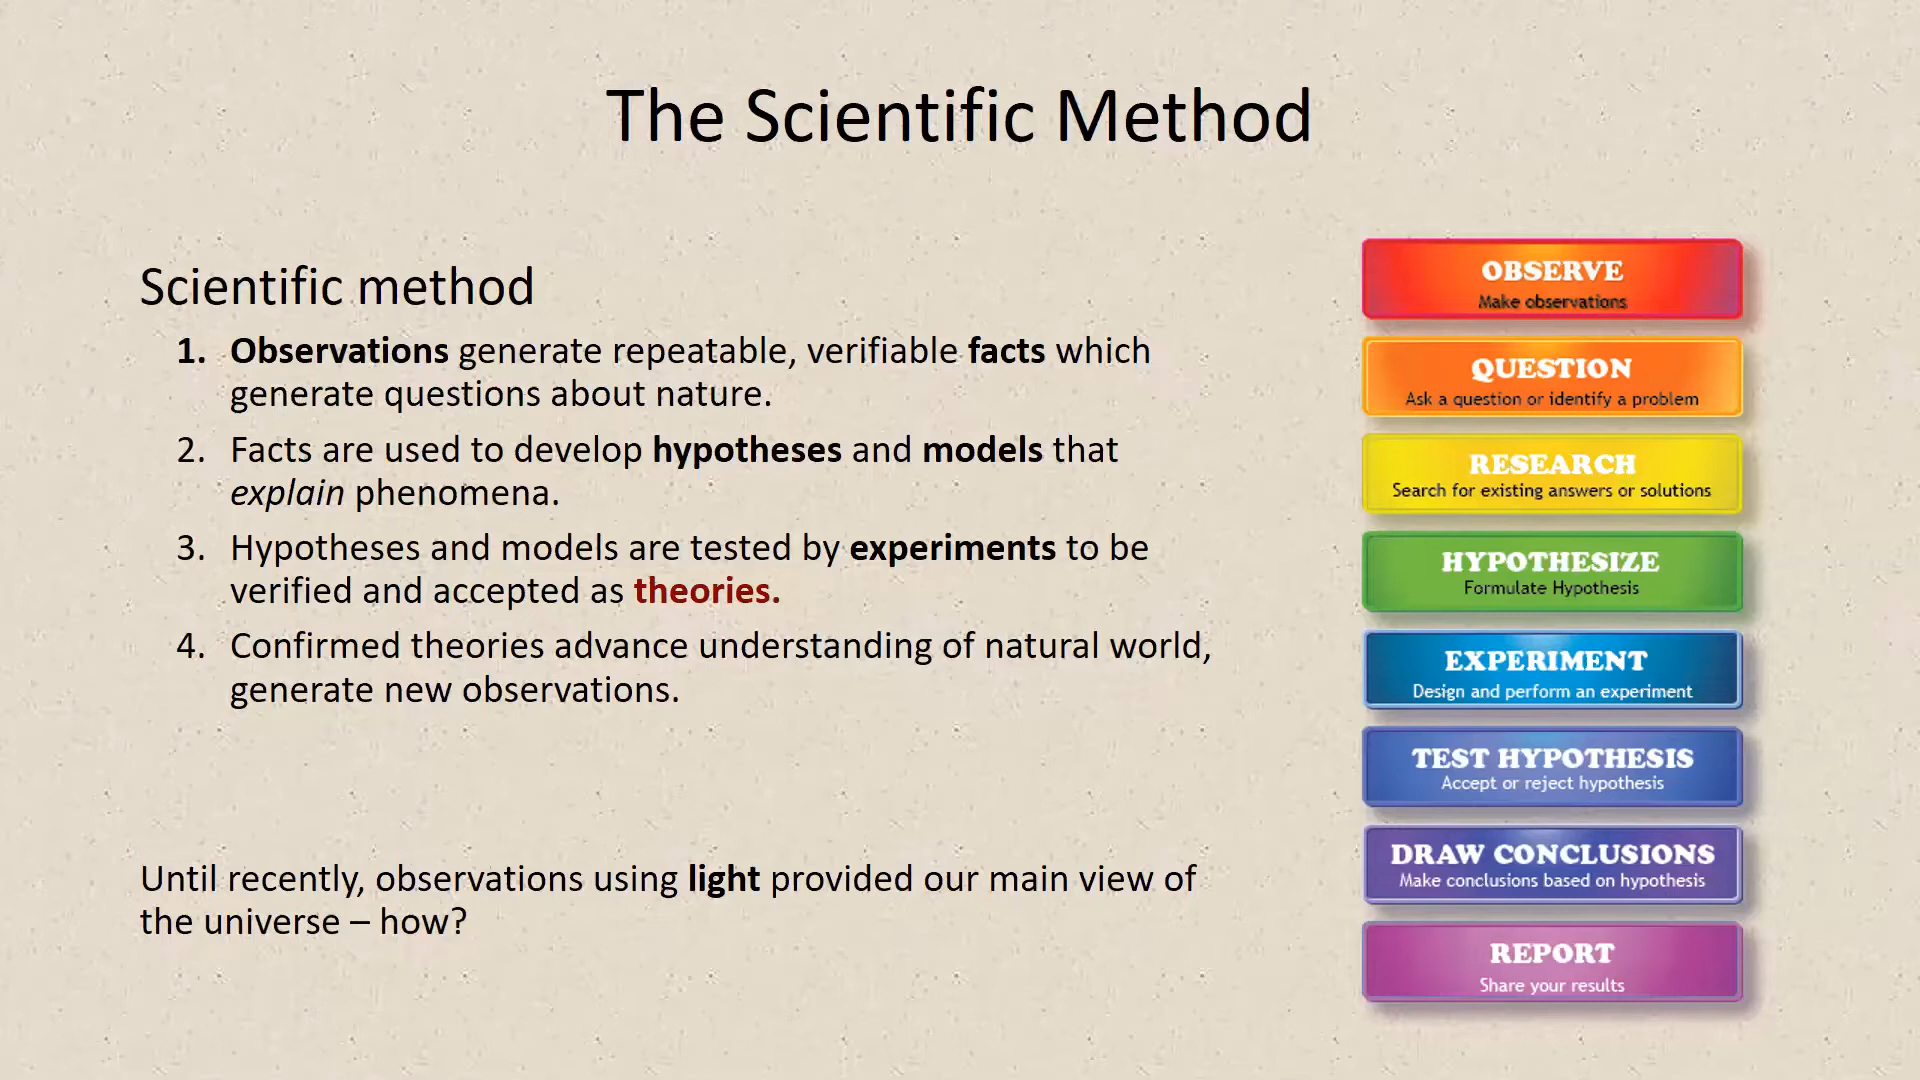 The Scientific Method
Scientific method
1. Observations generate repeatable, verifiable facts which
generate questions about nature.
2. Facts are used to develop hypotheses and models that
explain phenomena.
3. Hypotheses and models are tested by experiments to be
verified and accepted as theories.
4. Confirmed theories advance understanding of natural world,
generate new observations.
Until recently, observations using light provided our main view of
the universe – how?
OBSERVE
Make observations
QUESTION
Ask a question or identify a problem
RESEARCH
Search for existing answers or solutions
HYPOTHESIZE
Formulate Hypothesis
EXPERIMENT
Design and perform an experiment
TEST HYPOTHESIS
Accept or reject hypothesis
DRAW CONCLUSIONS
Make conclusions based on hypothesis
REPORT
Share your results